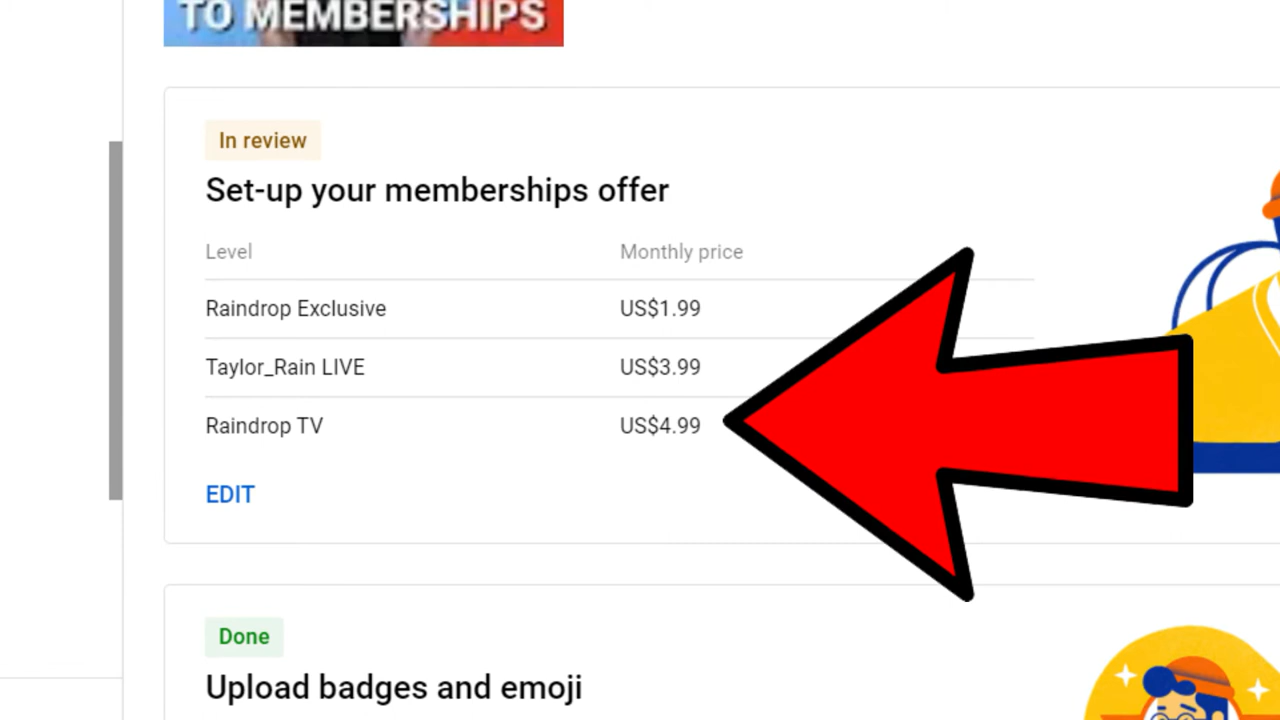 TO MEMBERSHIPS
In review
Set-up your memberships offer
Level Monthly price
Raindrop Exclusive US$1.99
Taylor_Rain LIVE US$3.99
Raindrop TV US$4.99
EDIT
Done
Upload badges and emoji